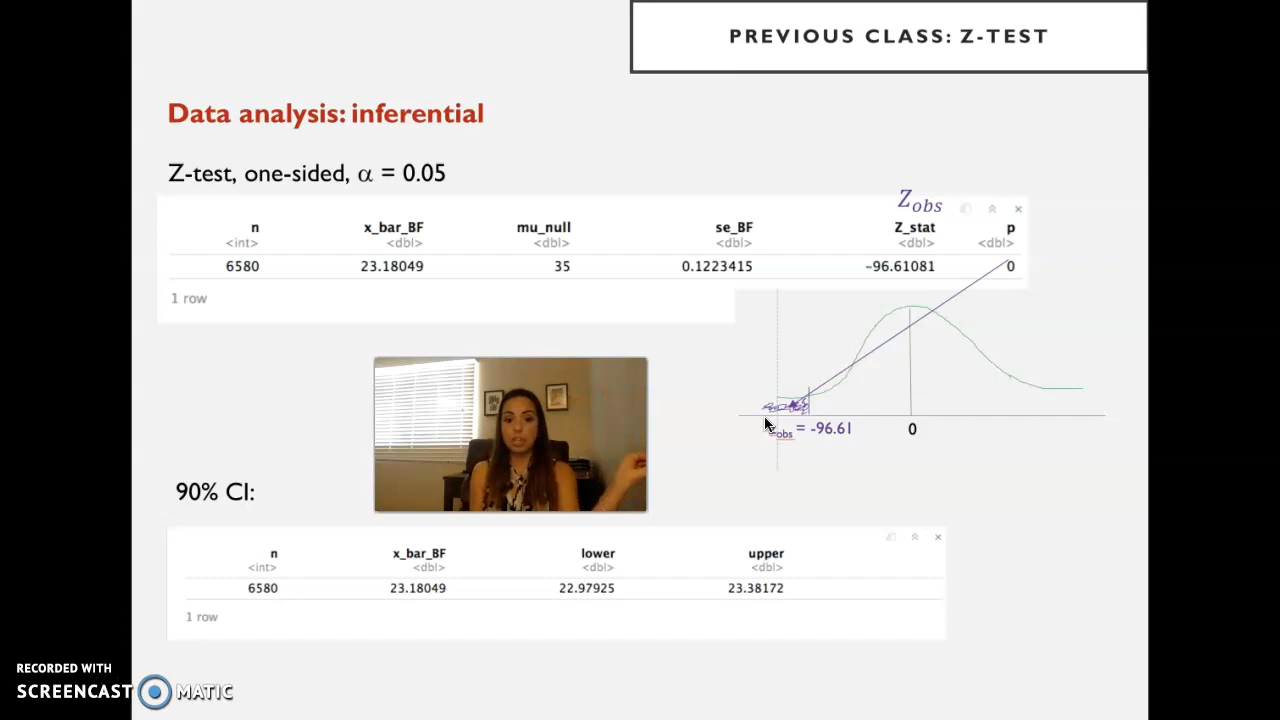 PREVIOUS CLASS: Z-TEST
Data analysis: inferential
Z-test, one-sided, α = 0.05
Z_obs
n x_bar_BF mu_null se_BF Z_stat p
<int> <dbl> <dbl> <dbl> <dbl> <dbl>
6580 23.18049 35 0.1223415 -96.61081 0
1 row
obs = -96.61
0
90% CI:
n x_bar_BF lower upper
<int> <dbl> <dbl> <dbl>
6580 23.18049 22.97925 23.38172
1 row
RECORDED WITH
SCREENCAST MATIC